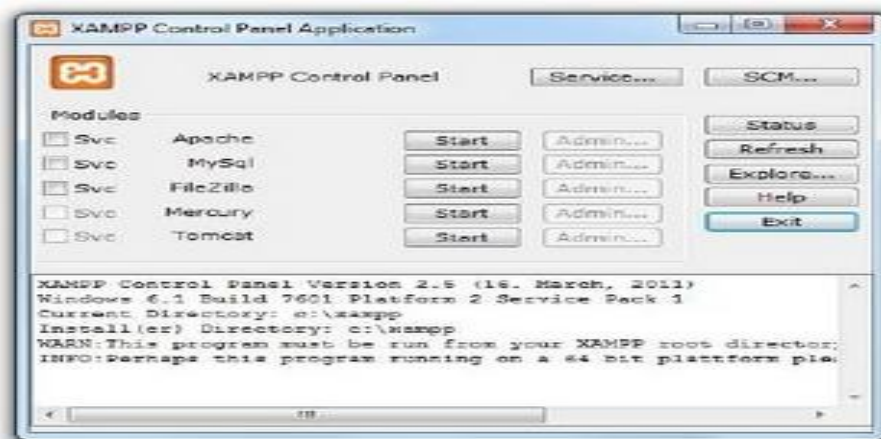 XAMPP Control Panel Application
XAMPP Control Panel
Service...
SCM...
Modules
Svc Apache Start Admin...
Svc MySql Start Admin...
Svc FileZilla Start Admin...
Svc Mercury Start Admin...
Svc Tomcat Start Admin...
Status
Refresh
Explore...
Help
Exit
XAMPP Control Panel Version 2.5 (16. March, 2011)
Windows 6.1 Build 7601 Platform 2 Service Pack 1
Current Directory: c:\xampp
Install(er) Directory: c:\xampp
WARN:This program must be run from your XAMPP root director
INFO:Perhaps this program running on a 64 bit plattform ple